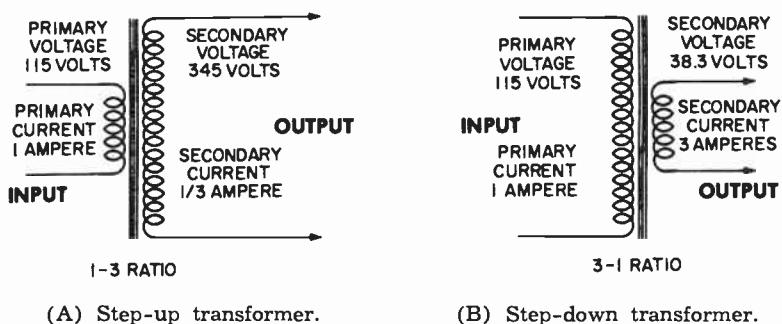 PRIMARY
VOLTAGE
115 VOLTS
PRIMARY
CURRENT
1 AMPERE
INPUT
SECONDARY
VOLTAGE
345 VOLTS
OUTPUT
SECONDARY
CURRENT
1/3 AMPERE
1-3 RATIO
(A) Step-up transformer.
PRIMARY
VOLTAGE
115 VOLTS
INPUT
PRIMARY
CURRENT
1 AMPERE
SECONDARY
VOLTAGE
38.3 VOLTS
SECONDARY
CURRENT
3 AMPERES
OUTPUT
3-1 RATIO
(B) Step-down transformer.